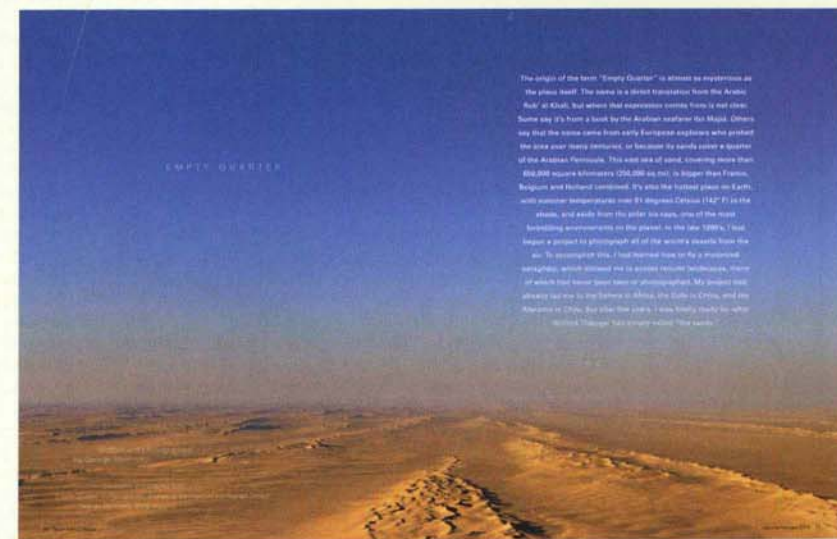 EMPTY QUARTER
The origin of the term "Empty Quarter" is almost as mysterious as
the place itself. The name is a direct translation from the Arabic
Rub' al-Khali, but where that expression comes from is not clear.
Some say it's from a book by the Arabian seafarer Ibn Majid. Others
say that the name came from early European explorers who probed
the area over many centuries, or because its sands cover a quarter
of the Arabian Peninsula. This vast sea of sand, covering more than
650,000 square kilometers (250,000 sq mi), is bigger than France,
Belgium and Holland combined. It's also the hottest place on Earth,
with summer temperatures over 61 degrees Celsius (142° F) in the
shade, and aside from the polar ice caps, one of the most
forbidding environments on the planet. In the late 1990's, I had
begun a project to photograph all of the world's deserts from the
air. To accomplish this, I had learned how to fly a motorized
paraglider, which allowed me to access remote landscapes, many
of which had never been seen or photographed. My project had
already led me to the Sahara in Africa, the Gobi in China, and the
Atacama in Chile, but after five years, I was finally ready for what
Wilfred Thesiger had simply called "the sands."